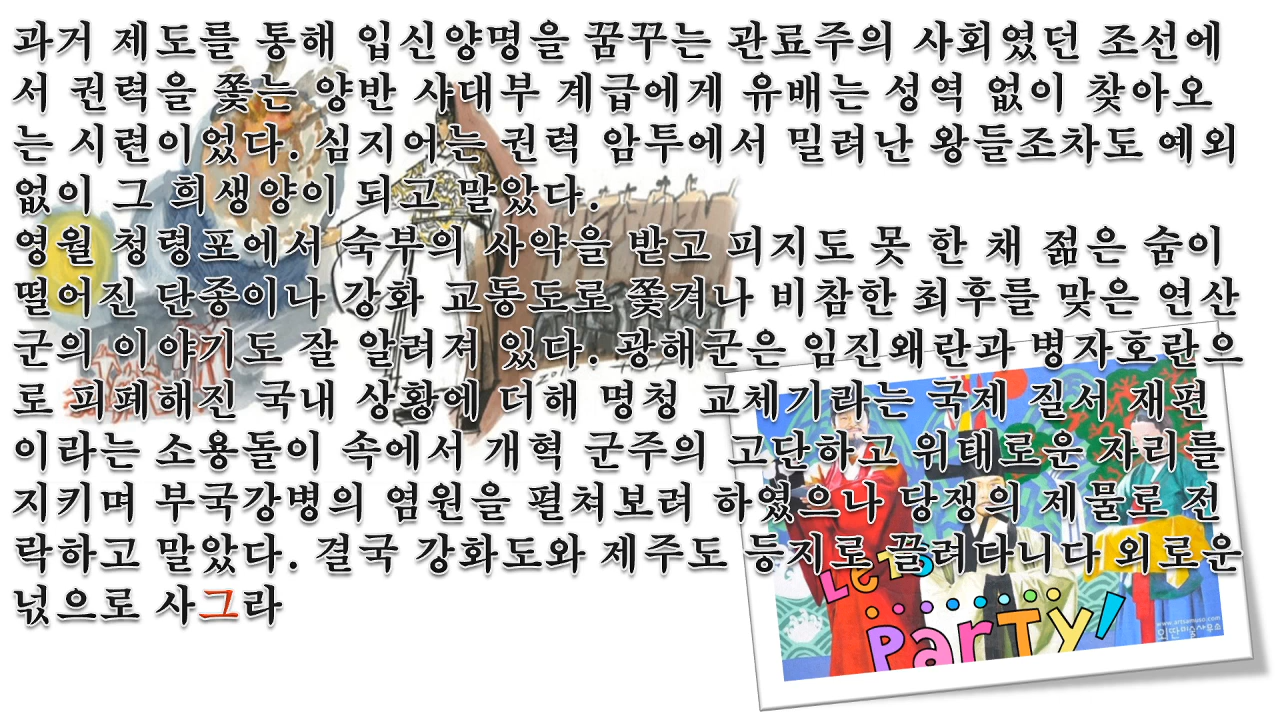 과거 제도를 통해 입신양명을 꿈꾸는 관료주의 사회였던 조선에
서 권력을 쫓는 양반 사대부 계급에게 유배는 성역 없이 찾아오
는 시련이었다. 심지어는 권력 암투에서 밀려난 왕들조차도 예외
없이 그 희생양이 되고 말았다.
영월 청령포에서 숙부의 사약을 받고 피지도 못 한 채 젊은 숨이
떨어진 단종이나 강화 교동도로 쫓겨나 비참한 최후를 맞은 연산
군의 이야기도 잘 알려져 있다. 광해군은 임진왜란과 병자호란으
로 피폐해진 국내 상황에 더해 명청 교체기라는 국제 질서 재편
이라는 소용돌이 속에서 개혁 군주의 고단하고 위태로운 자리를
지키며 부국강병의 염원을 펼쳐보려 하였으나 당쟁의 제물로 전
락하고 말았다. 결국 강화도와 제주도 등지로 끌려다니다 외로운
넋으로 사그라
Let's
Party!
www.artsamuso.com